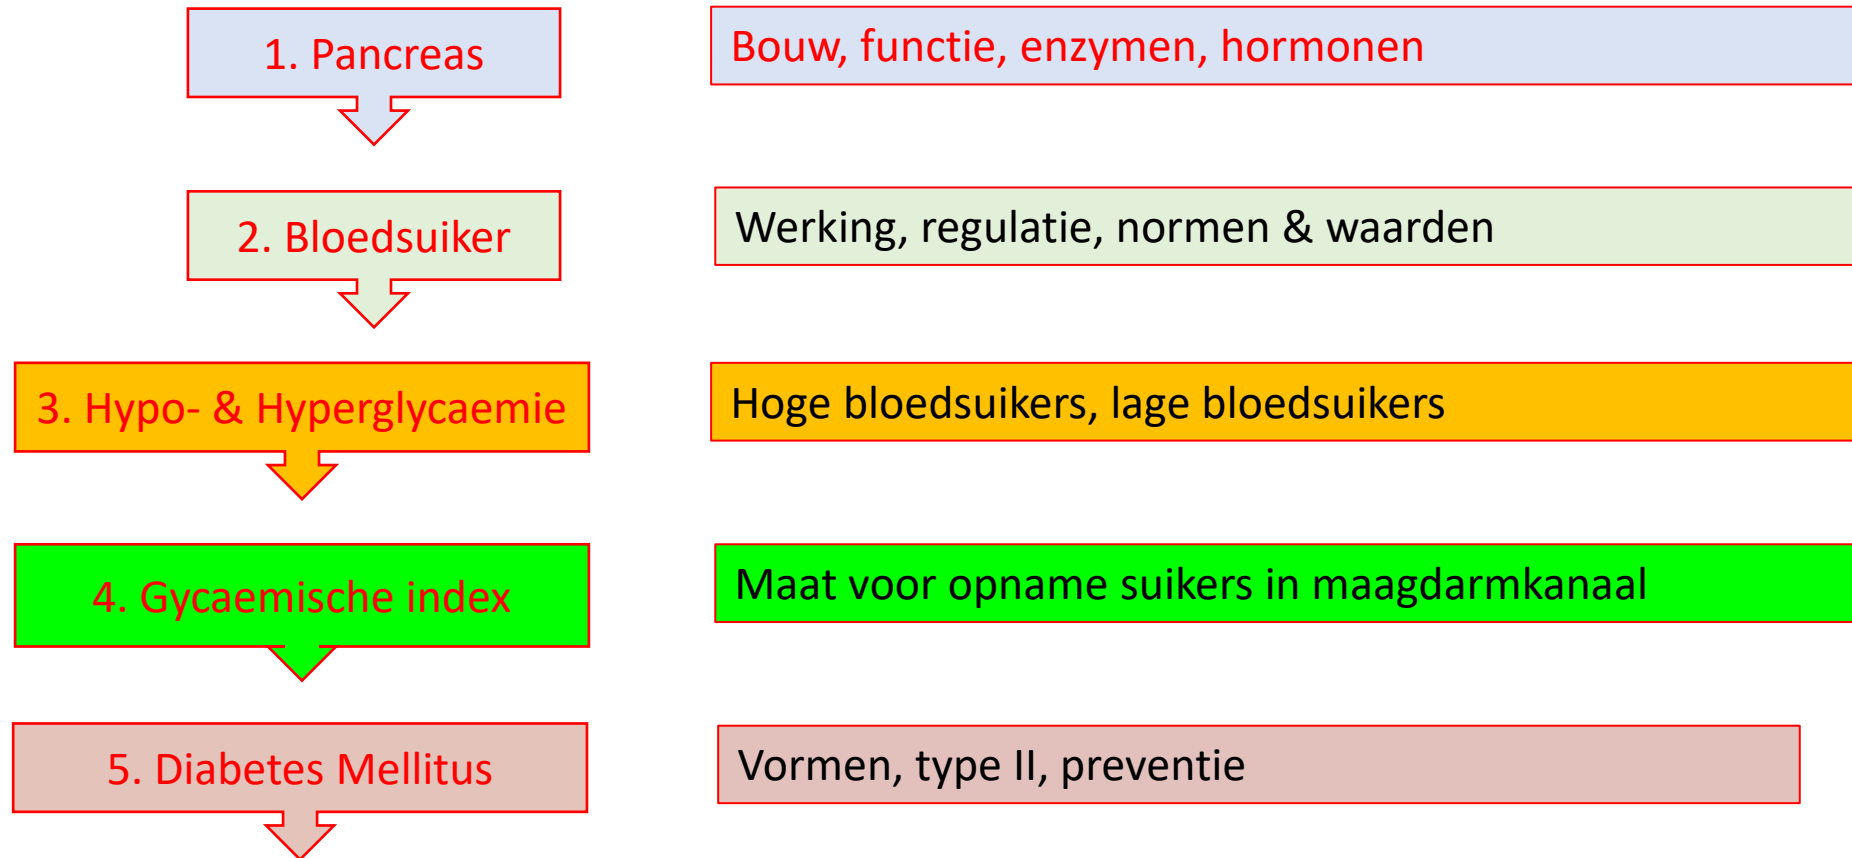 1. Pancreas
Bouw, functie, enzymen, hormonen
2. Bloedsuiker
Werking, regulatie, normen & waarden
3. Hypo- & Hyperglycaemie
Hoge bloedsuikers, lage bloedsuikers
4. Gycaemische index
Maat voor opname suikers in maagdarmkanaal
5. Diabetes Mellitus
Vormen, type II, preventie